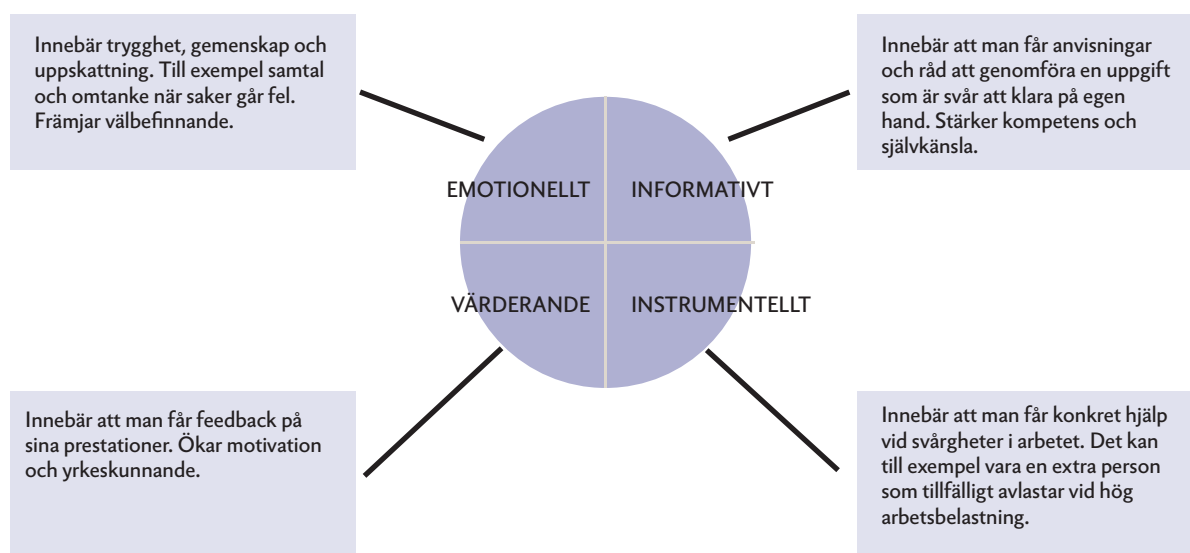 Innebär trygghet, gemenskap och
uppskattning. Till exempel samtal
och omtanke när saker går fel.
Främjar välbefinnande.
Innebär att man får anvisningar
och råd att genomföra en uppgift
som är svår att klara på egen
hand. Stärker kompetens och
självkänsla.
EMOTIONELLT
INFORMATIVT
VÄRDERANDE
INSTRUMENTELLT
Innebär att man får feedback på
sina prestationer. Ökar motivation
och yrkeskunnande.
Innebär att man får konkret hjälp
vid svårgheter i arbetet. Det kan
till exempel vara en extra person
som tillfälligt avlastar vid hög
arbetsbelastning.